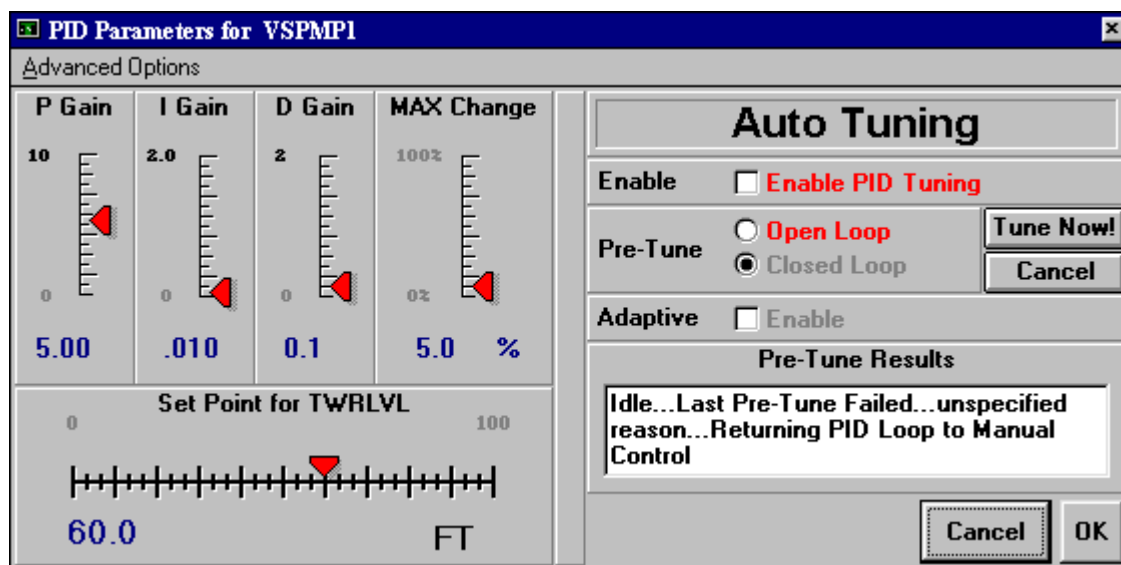 PID Parameters for VSPMP1
Advanced Options
P Gain
I Gain
D Gain
MAX Change
10
0
5.00
2.0
0
.010
2
0
0.1
100%
0%
5.0 %
Set Point for TWRLVL
0
100
60.0
FT
Auto Tuning
Enable
Enable PID Tuning
Pre-Tune
Open Loop
Closed Loop
Tune Now!
Cancel
Adaptive
Enable
Pre-Tune Results
Idle...Last Pre-Tune Failed...unspecified
reason...Returning PID Loop to Manual
Control
Cancel
OK